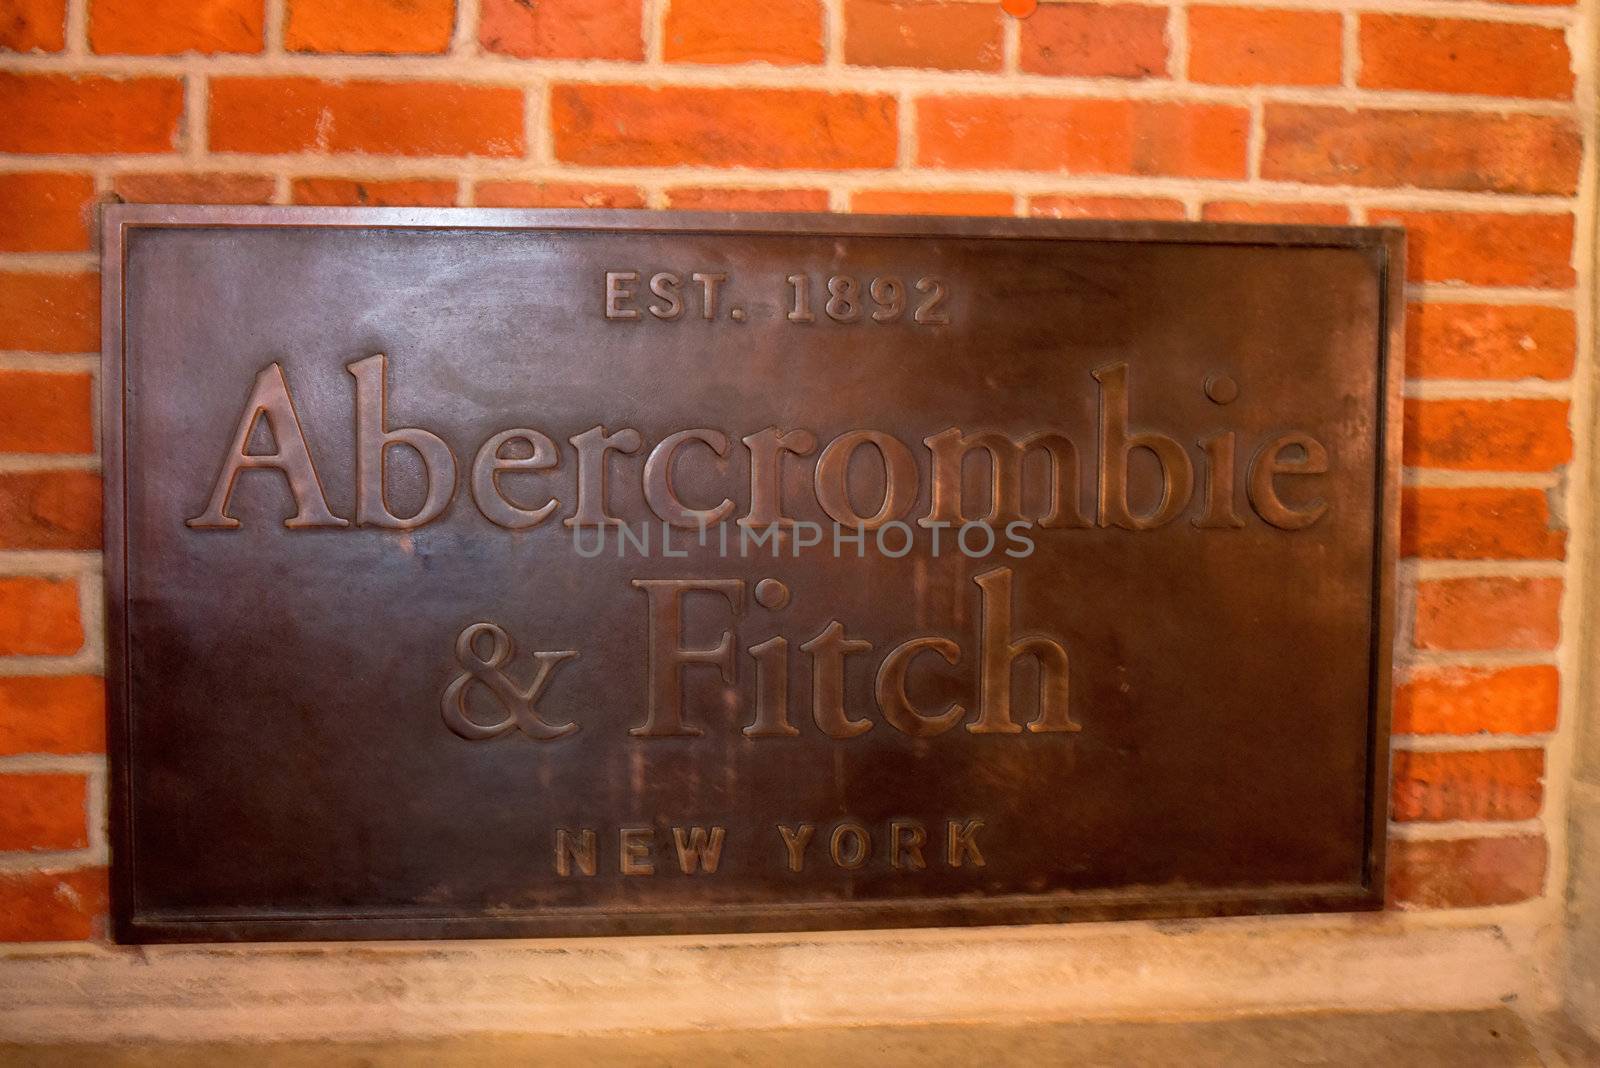 EST. 1892
Abercrombie
UNLIMPHOTOS
& Fitch
NEW YORK